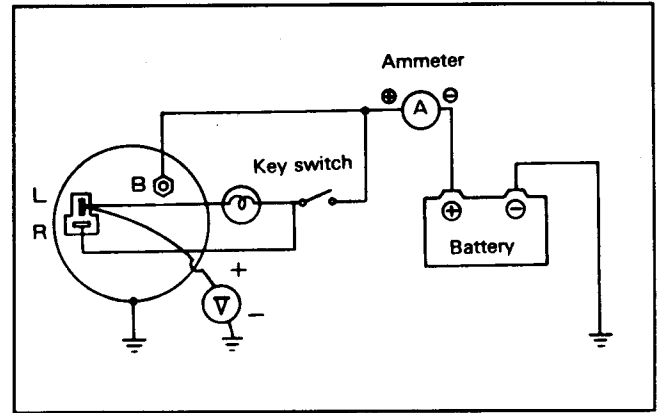 Ammeter
⊕ A ⊖
Key switch
B
L
R
⊕ ⊖
Battery
+
V
−